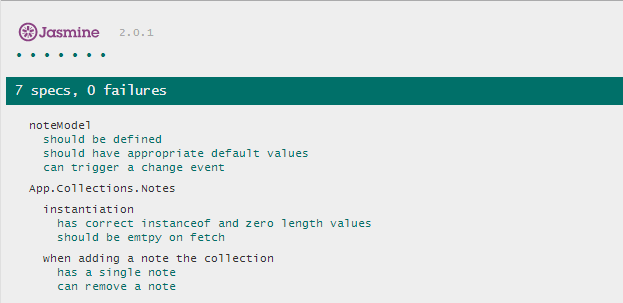 Jasmine 2.0.1
7 specs, 0 failures
noteModel
should be defined
should have appropriate default values
can trigger a change event
App.Collections.Notes
instantiation
has correct instanceof and zero length values
should be emtpy on fetch
when adding a note the collection
has a single note
can remove a note